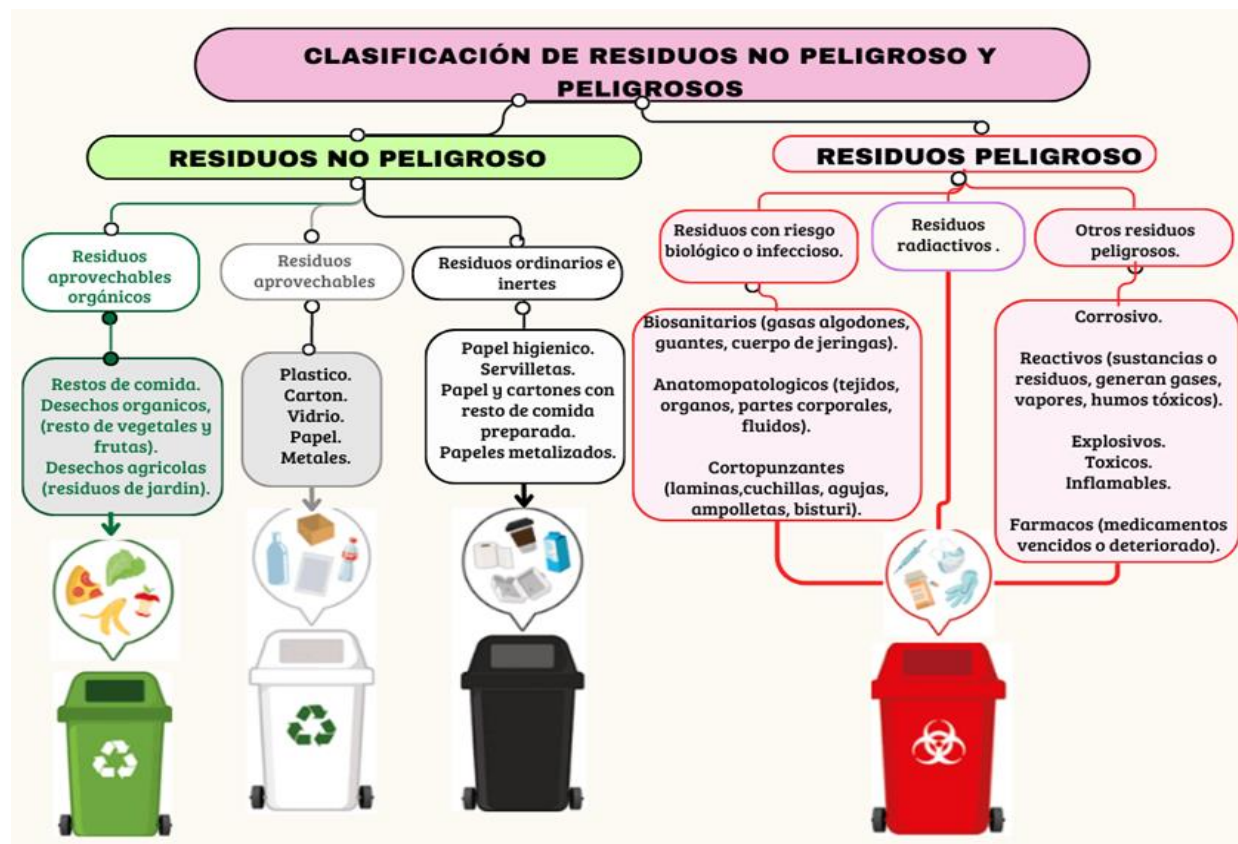 CLASIFICACIÓN DE RESIDUOS NO PELIGROSO Y
PELIGROSOS
RESIDUOS NO PELIGROSO
RESIDUOS PELIGROSO
Residuos
aprovechables
orgánicos
Residuos
aprovechables
Residuos ordinarios e
inertes
Residuos con riesgo
biológico o infeccioso.
Residuos
radiactivos .
Otros residuos
peligrosos.
Restos de comida.
Desechos organicos,
(resto de vegetales y
frutas).
Desechos agricolas
(residuos de jardin).
Plastico.
Carton.
Vidrio.
Papel.
Metales.
Papel higienico.
Servilletas.
Papel y cartones con
resto de comida
preparada.
Papeles metalizados.
Biosanitarios (gasas algodones,
guantes, cuerpo de jeringas).
Anatomopatologicos (tejidos,
organos, partes corporales,
fluidos).
Cortopunzantes
(laminas,cuchillas, agujas,
ampolletas, bisturi).
Corrosivo.
Reactivos (sustancias o
residuos, generan gases,
vapores, humos tóxicos).
Explosivos.
Toxicos.
Inflamables.
Farmacos (medicamentos
vencidos o deteriorado).